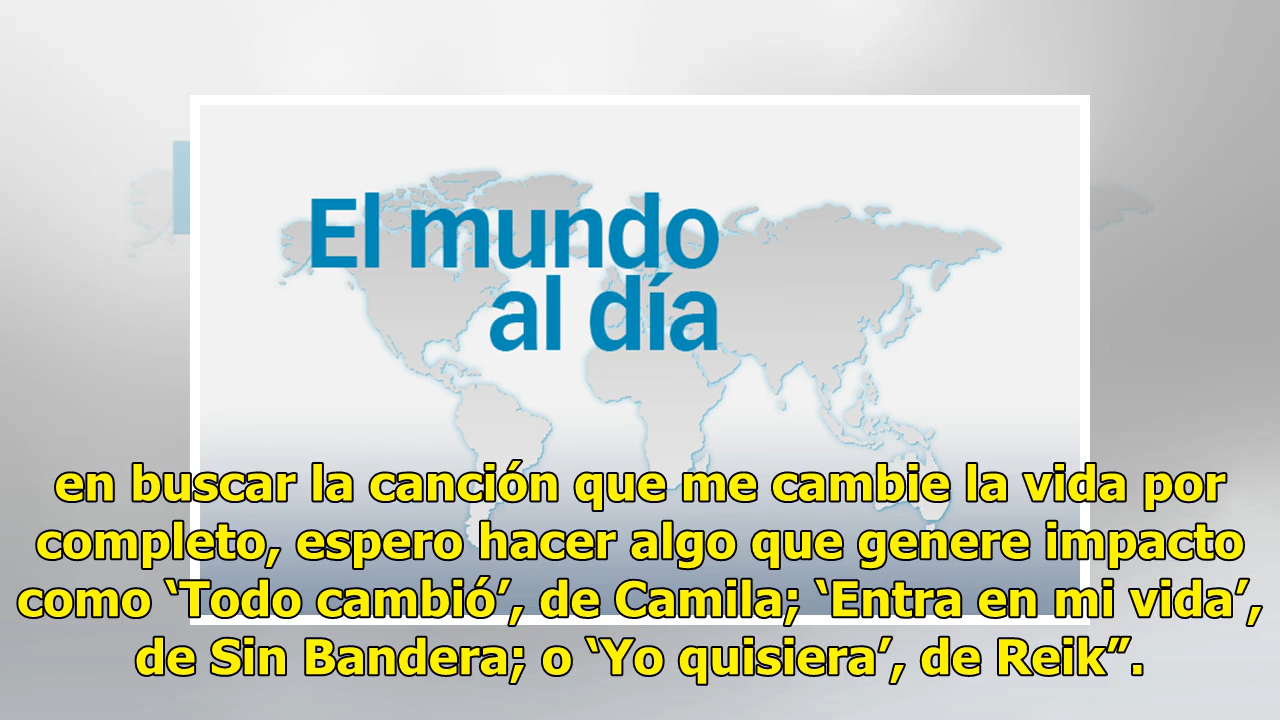 El mundo
al día
en buscar la canción que me cambie la vida por
completo, espero hacer algo que genere impacto
como ‘Todo cambió’, de Camila; ‘Entra en mi vida’,
de Sin Bandera; o ‘Yo quisiera’, de Reik”.